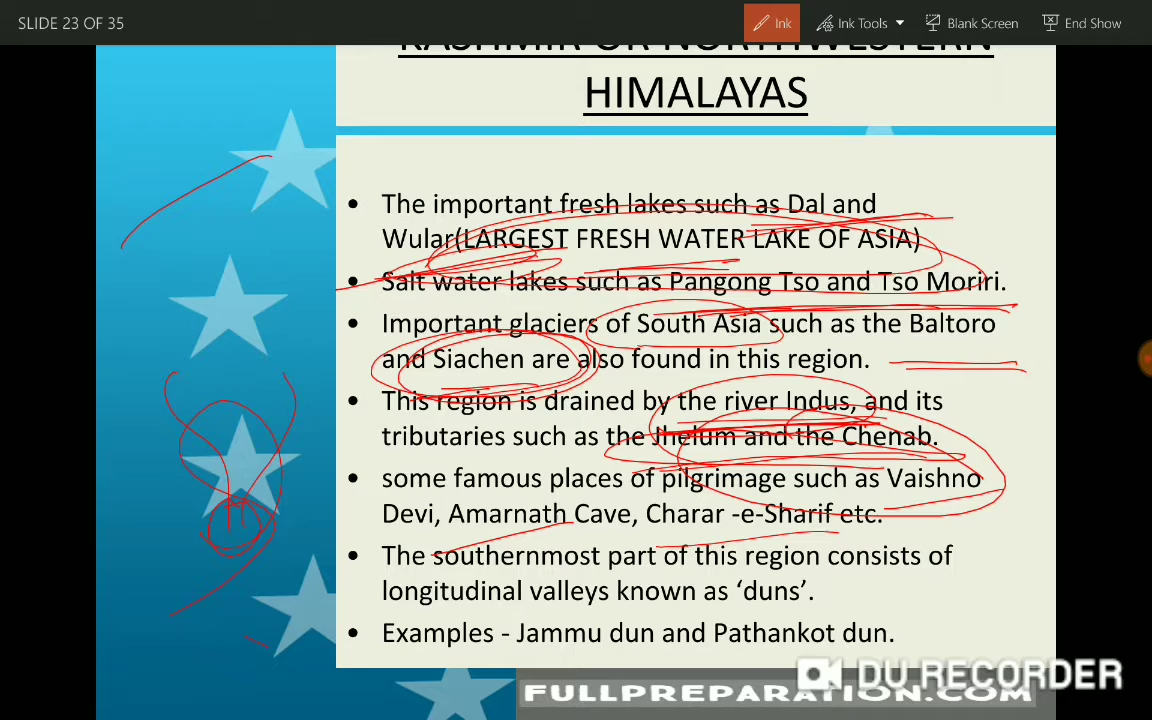 SLIDE 23 OF 35
Ink
Ink Tools
Blank Screen
End Show
KASHMIR OR NORTHWESTERN
HIMALAYAS
• The important fresh lakes such as Dal and
Wular(LARGEST FRESH WATER LAKE OF ASIA)
• Salt water lakes such as Pangong Tso and Tso Moriri.
• Important glaciers of South Asia such as the Baltoro
and Siachen are also found in this region.
• This region is drained by the river Indus, and its
tributaries such as the Jhelum and the Chenab.
• some famous places of pilgrimage such as Vaishno
Devi, Amarnath Cave, Charar -e-Sharif etc.
• The southernmost part of this region consists of
longitudinal valleys known as ‘duns’.
• Examples - Jammu dun and Pathankot dun.
DU RECORDER
FULLPREPARATION.COM